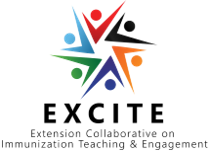 EXCITE
Extension Collaborative on
Immunization Teaching & Engagement